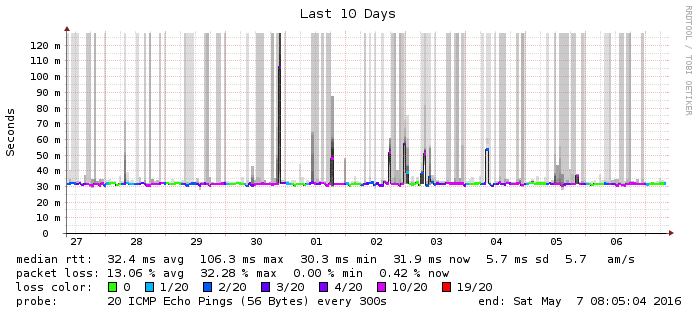 Last 10 Days
RRDTOOL / TOBI OETIKER
Seconds
120 m
110 m
100 m
90 m
80 m
70 m
60 m
50 m
40 m
30 m
20 m
10 m
0
27 28 29 30 01 02 03 04 05 06
median rtt: 32.4 ms avg 106.3 ms max 30.3 ms min 31.9 ms now 5.7 ms sd 5.7 am/s
packet loss: 13.06 % avg 32.28 % max 0.00 % min 0.42 % now
loss color: 0 1/20 2/20 3/20 4/20 10/20 19/20
probe: 20 ICMP Echo Pings (56 Bytes) every 300s end: Sat May 7 08:05:04 2016